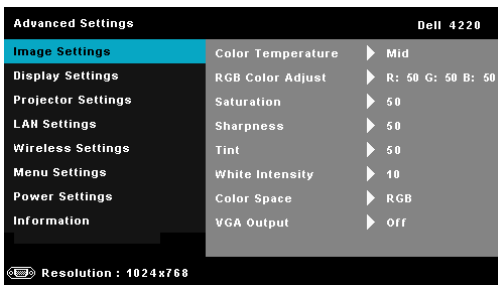 Advanced Settings Dell 4220
Image Settings Color Temperature Mid
Display Settings RGB Color Adjust R: 50 G: 50 B: 50
Projector Settings Saturation 50
LAN Settings Sharpness 50
Wireless Settings Tint 50
Menu Settings White Intensity 10
Power Settings Color Space RGB
Information VGA Output Off
Resolution : 1024x768